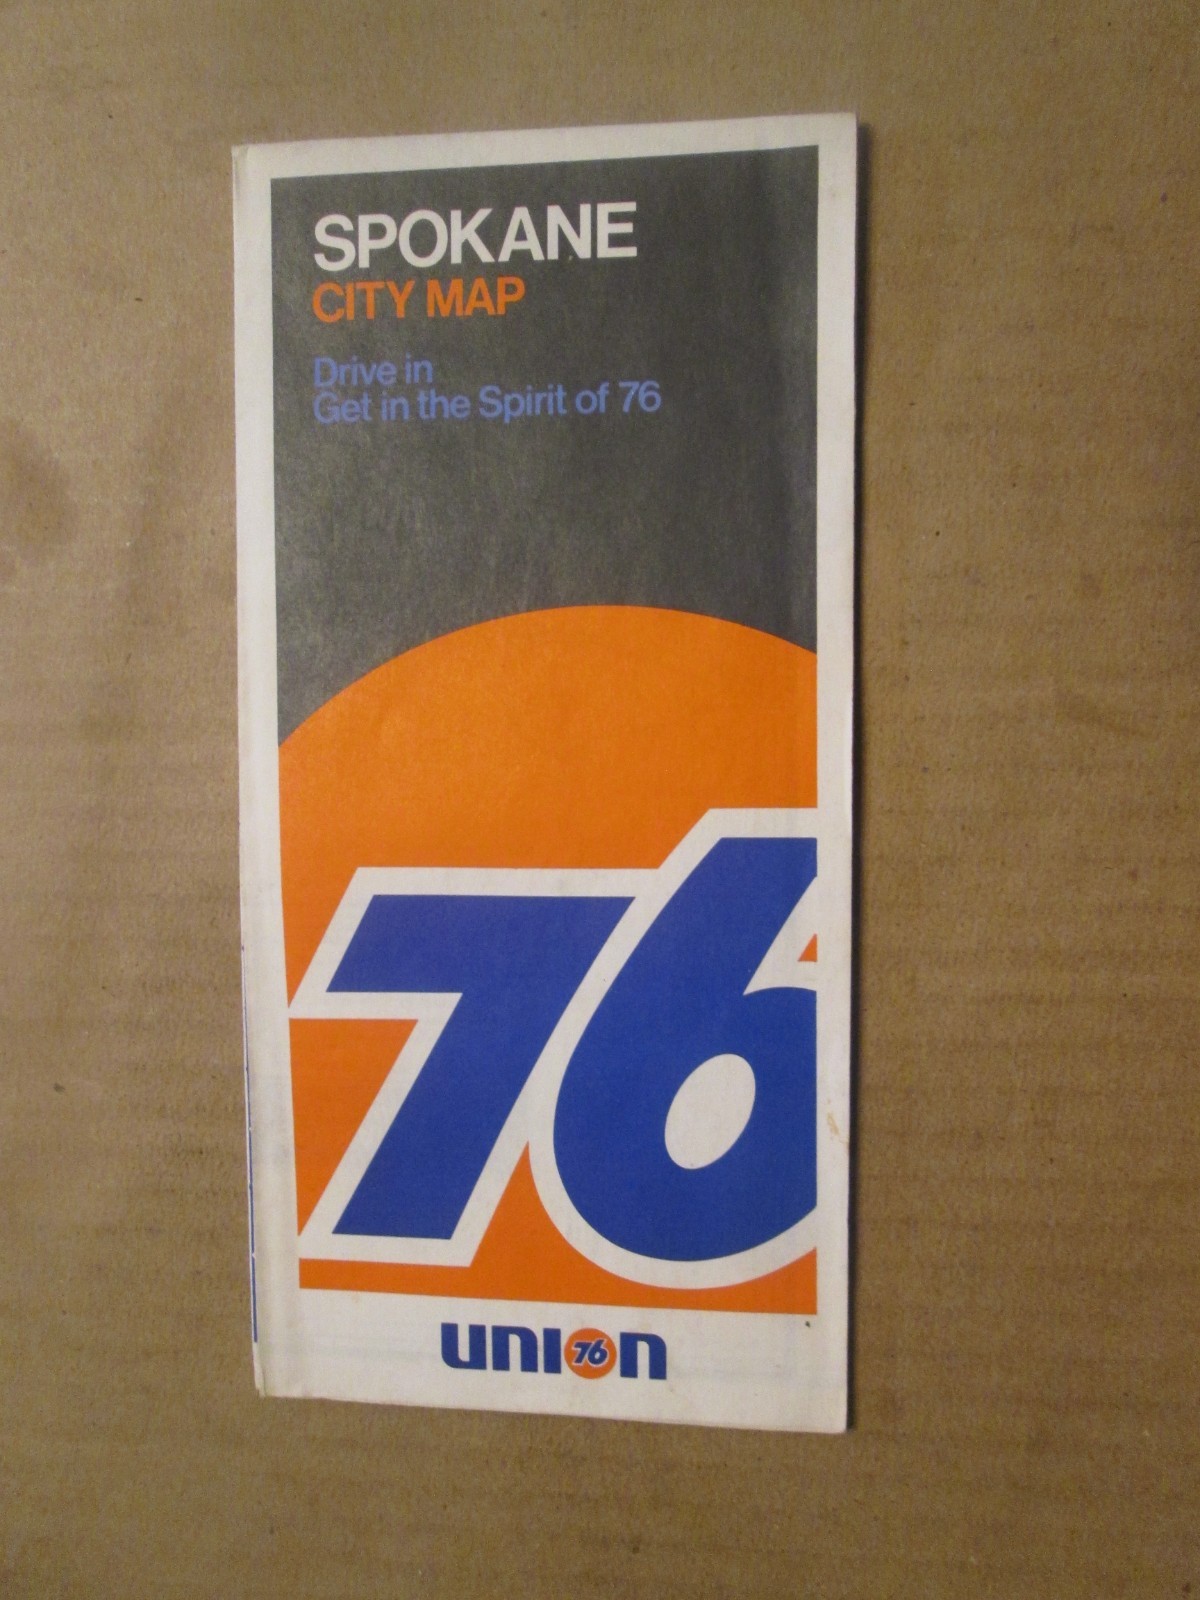 SPOKANE
CITY MAP
Drive in
Get in the Spirit of 76
76
union
76